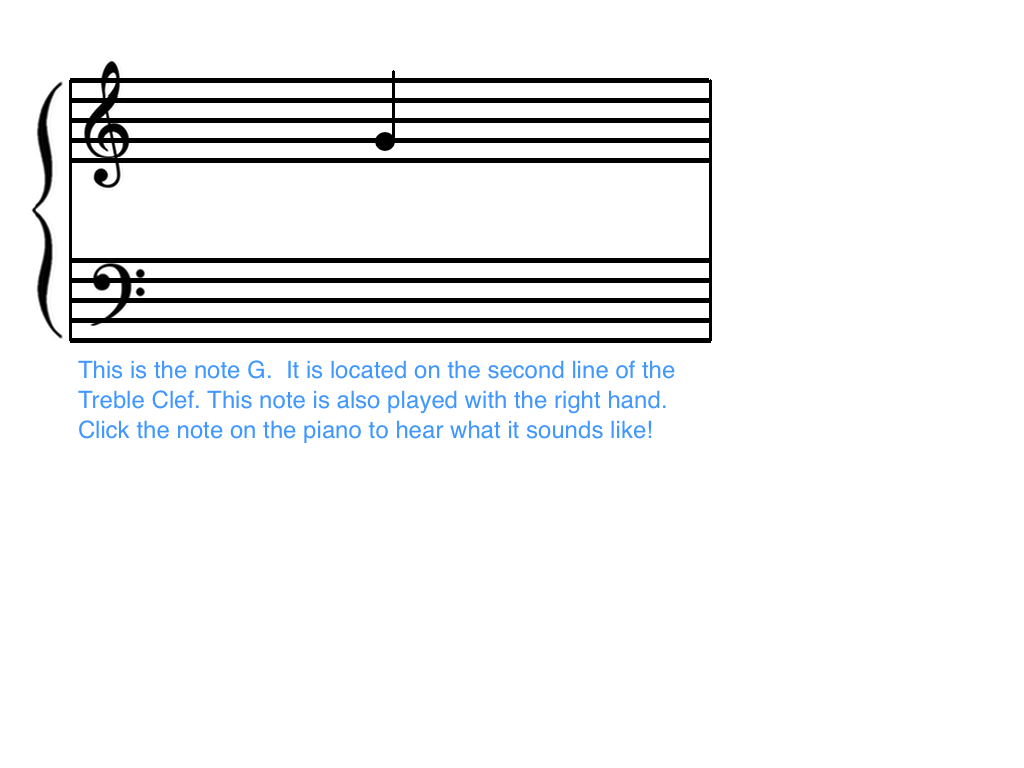 This is the note G.  It is located on the second line of the
Treble Clef. This note is also played with the right hand.
Click the note on the piano to hear what it sounds like!